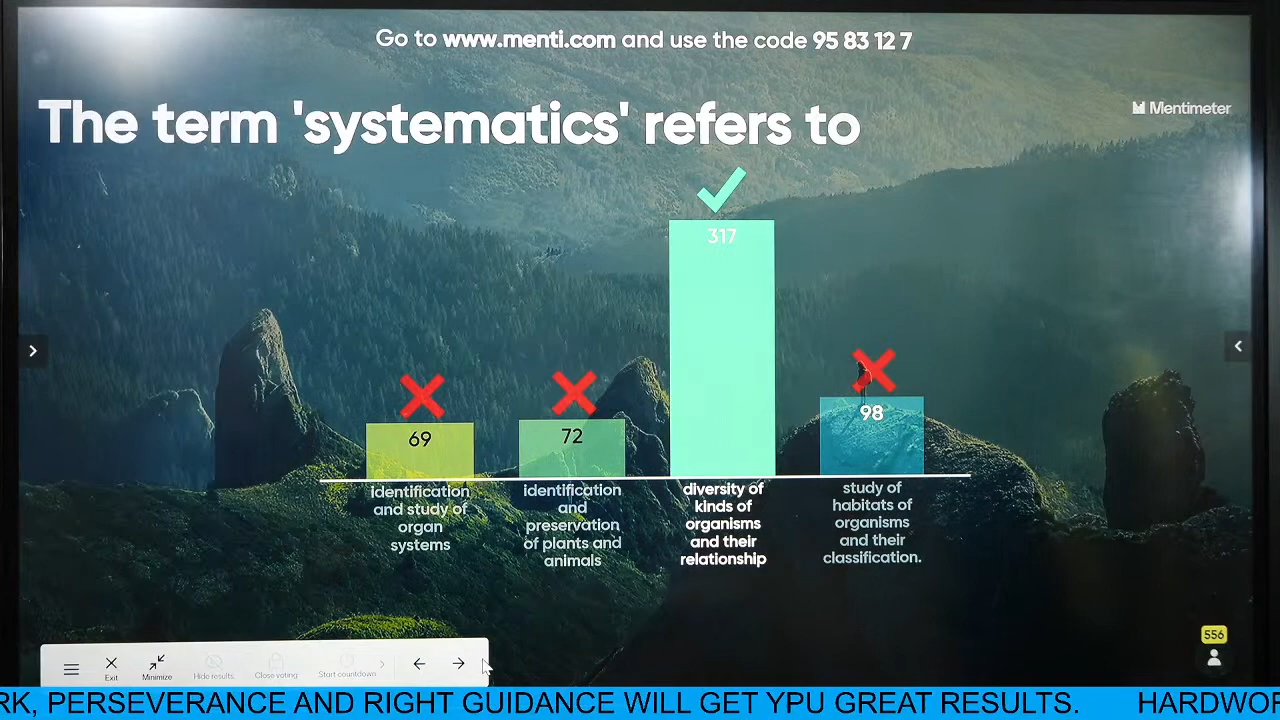 Go to www.menti.com and use the code 95 83 12 7
The term 'systematics' refers to
Mentimeter
317
98
69
72
identification
and study of
organ
systems
identification
and
preservation
of plants and
animals
diversity of
kinds of
organisms
and their
relationship
study of
habitats of
organisms
and their
classification.
556
Exit
Minimize
Hide results
Close voting
Start countdown
RK, PERSEVERANCE AND RIGHT GUIDANCE WILL GET YPU GREAT RESULTS. HARDWOR